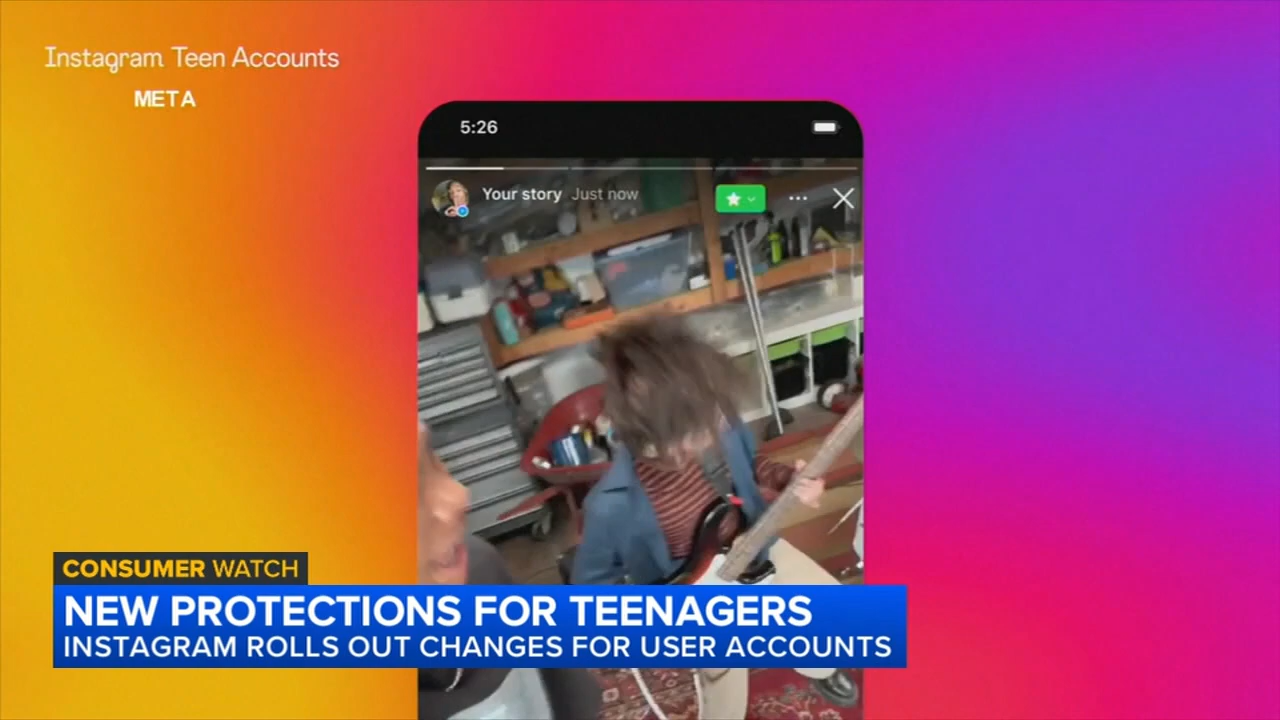 Instagram Teen Accounts
META
5:26
Your story Just now
CONSUMER WATCH
NEW PROTECTIONS FOR TEENAGERS
INSTAGRAM ROLLS OUT CHANGES FOR USER ACCOUNTS